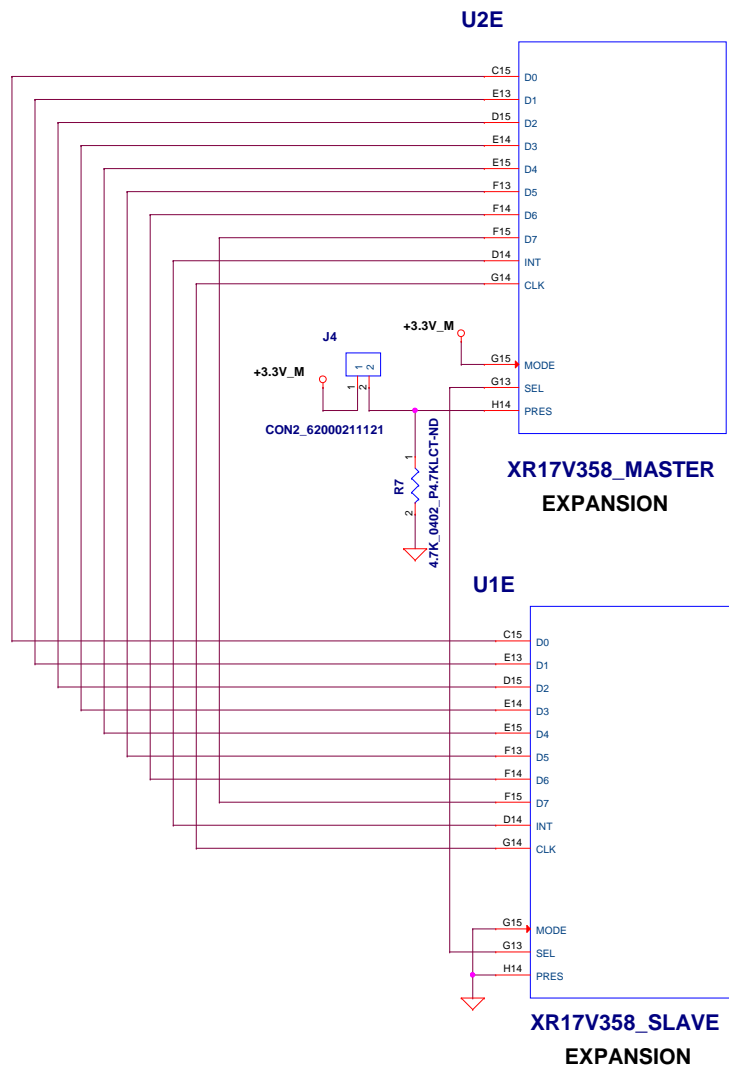 U2E
C15 D0
E13 D1
D15 D2
E14 D3
E15 D4
F13 D5
F14 D6
F15 D7
D14 INT
G14 CLK
+3.3V_M
J4
G15 MODE
+3.3V_M
1 2
G13 SEL
1 2
H14 PRES
CON2_62000211121
1
R7
2
4.7K_0402_P4.7KLCT-ND
XR17V358_MASTER
EXPANSION
U1E
C15 D0
E13 D1
D15 D2
E14 D3
E15 D4
F13 D5
F14 D6
F15 D7
D14 INT
G14 CLK
G15 MODE
G13 SEL
H14 PRES
XR17V358_SLAVE
EXPANSION